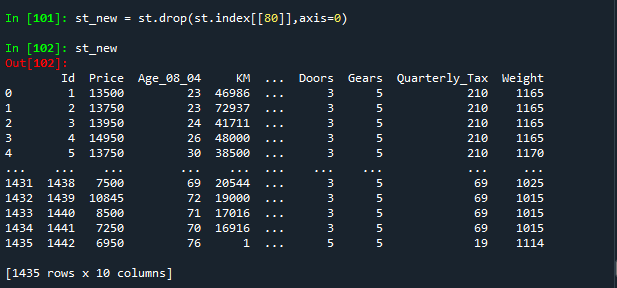 In [101]: st_new = st.drop(st.index[[80]],axis=0)
In [102]: st_new
Out[102]:
Id Price Age_08_04 KM ... Doors Gears Quarterly_Tax Weight
0 1 13500 23 46986 ... 3 5 210 1165
1 2 13750 23 72937 ... 3 5 210 1165
2 3 13950 24 41711 ... 3 5 210 1165
3 4 14950 26 48000 ... 3 5 210 1165
4 5 13750 30 38500 ... 3 5 210 1170
... ... ... ... ... ... ... ... ... ...
1431 1438 7500 69 20544 ... 3 5 69 1025
1432 1439 10845 72 19000 ... 3 5 69 1015
1433 1440 8500 71 17016 ... 3 5 69 1015
1434 1441 7250 70 16916 ... 3 5 69 1015
1435 1442 6950 76 1 ... 5 5 19 1114
[1435 rows x 10 columns]